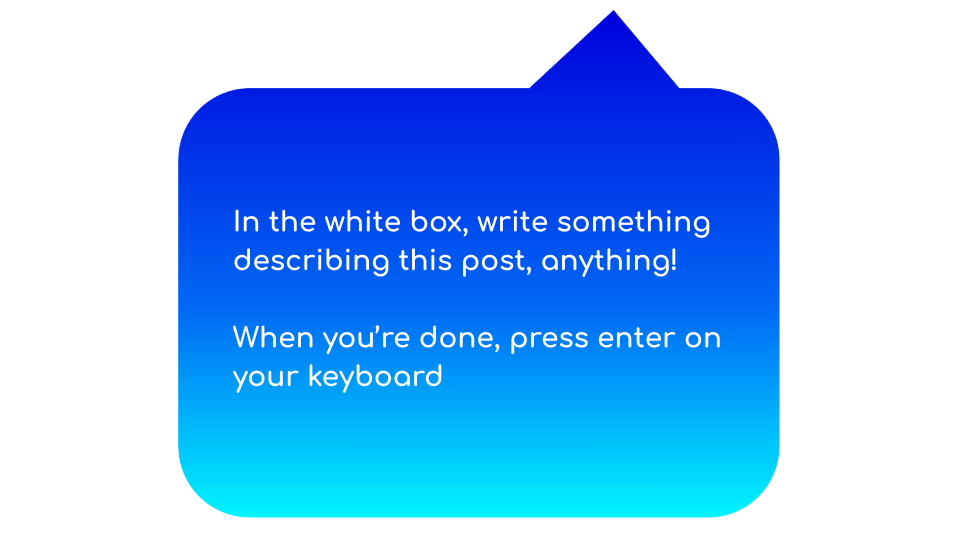 In the white box, write something
describing this post, anything!
When you’re done, press enter on
your keyboard